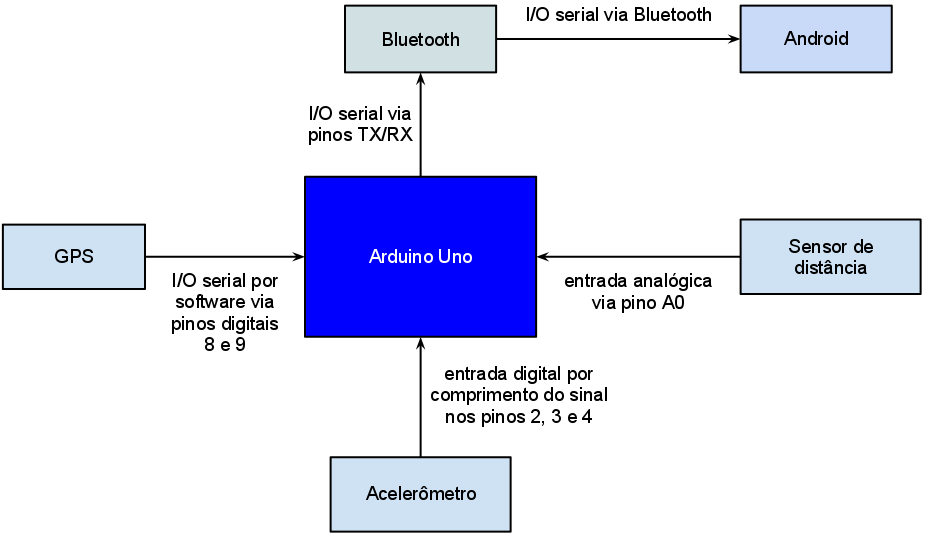 I/O serial via Bluetooth
Bluetooth
Android
I/O serial via
pinos TX/RX
GPS
Arduino Uno
Sensor de
distância
I/O serial por
software via
pinos digitais
8 e 9
entrada analógica
via pino A0
entrada digital por
comprimento do sinal
nos pinos 2, 3 e 4
Acelerômetro